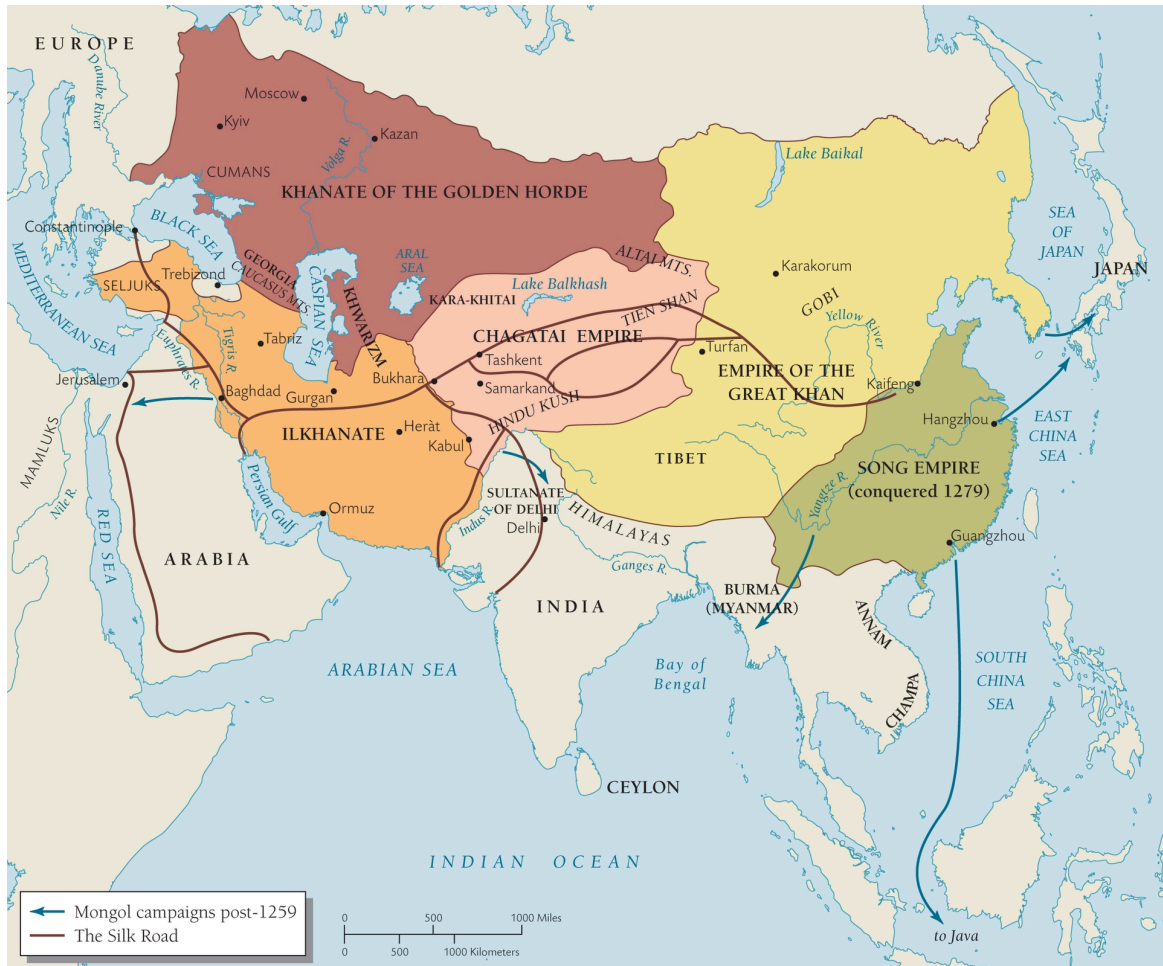 EUROPE
Danube River
Moscow
Kyiv
Kazan
Volga R.
CUMANS
KHANATE OF THE GOLDEN HORDE
Lake Baikal
Constantinople
BLACK SEA
MEDITERRANEAN SEA
Trebizond
SELJUKS
GEORGIA
CAUCASUS MTS.
CASPIAN SEA
ARAL
SEA
KHWARIZM
KARA-KHITAI
Lake Balkhash
ALTAI MTS.
Karakorum
GOBI
SEA
OF
JAPAN
JAPAN
CHAGATAI EMPIRE
TIEN SHAN
Yellow River
Tabriz
Tigris R.
Euphrates R.
Tashkent
Turfan
Jerusalem
Baghdad
Gurgan
Bukhara
Samarkand
EMPIRE OF THE
GREAT KHAN
Kaifeng
HINDU KUSH
ILKHANATE
Heràt
Kabul
Hangzhou
EAST
CHINA
SEA
MAMLUKS
Nile R.
TIBET
SONG EMPIRE
(conquered 1279)
Yangtze R.
Persian Gulf
Ormuz
Indus R.
SULTANATE
OF DELHI
Delhi
HIMALAYAS
Guangzhou
RED SEA
ARABIA
Ganges R.
INDIA
BURMA
(MYANMAR)
ANNAM
CHAMPA
ARABIAN SEA
Bay of
Bengal
SOUTH
CHINA
SEA
CEYLON
INDIAN OCEAN
Mongol campaigns post-1259
The Silk Road
0 500 1000 Miles
0 500 1000 Kilometers
to Java